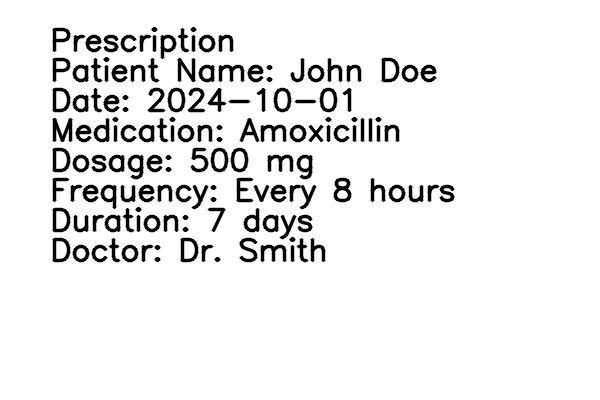 Prescription
Patient Name: John Doe
Date: 2024-10-01
Medication: Amoxicillin
Dosage: 500 mg
Frequency: Every 8 hours
Duration: 7 days
Doctor: Dr. Smith